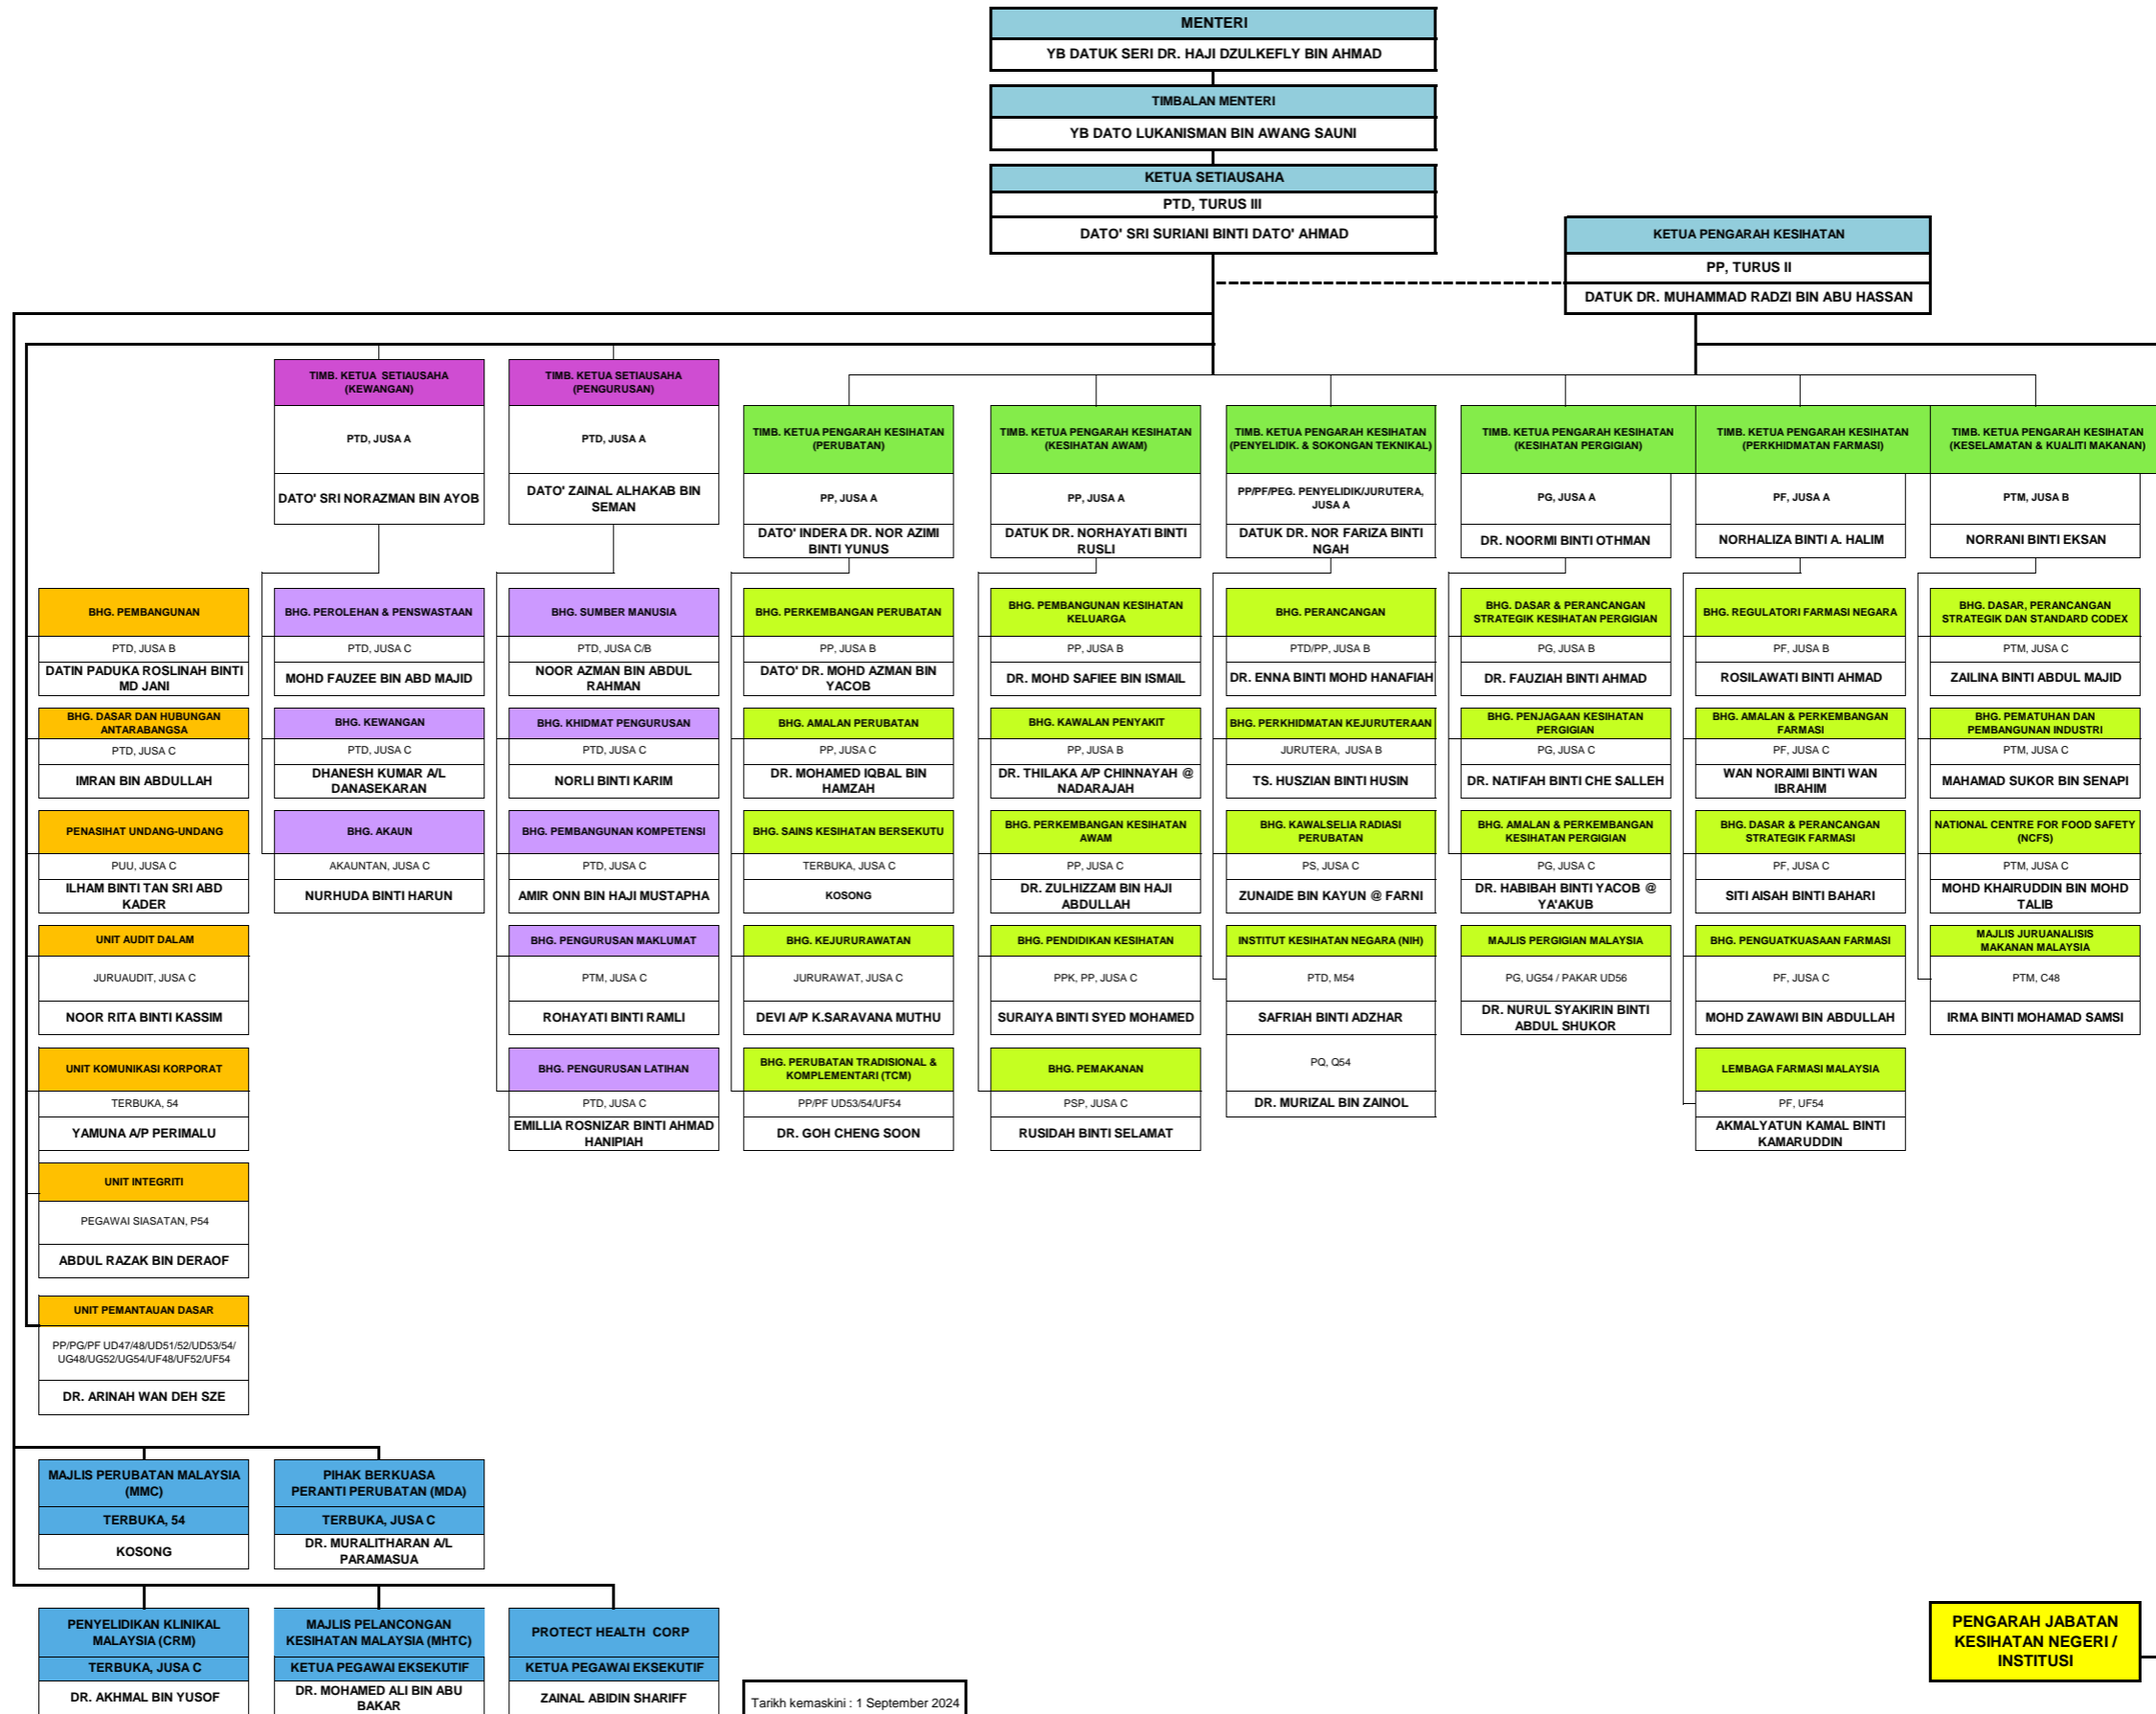 MENTERI
YB DATUK SERI DR. HAJI DZULKEFLY BIN AHMAD
TIMBALAN MENTERI
YB DATO LUKANISMAN BIN AWANG SAUNI
KETUA SETIAUSAHA
PTD, TURUS III
DATO' SRI SURIANI BINTI DATO' AHMAD
KETUA PENGARAH KESIHATAN
PP, TURUS II
DATUK DR. MUHAMMAD RADZI BIN ABU HASSAN
TIMB. KETUA SETIAUSAHA
(KEWANGAN)
PTD, JUSA A
DATO' SRI NORAZMAN BIN AYOB
TIMB. KETUA SETIAUSAHA
(PENGURUSAN)
PTD, JUSA A
DATO' ZAINAL ALHAKAB BIN
SEMAN
TIMB. KETUA PENGARAH KESIHATAN
(PERUBATAN)
PP, JUSA A
DATO' INDERA DR. NOR AZIMI
BINTI YUNUS
TIMB. KETUA PENGARAH KESIHATAN
(KESIHATAN AWAM)
PP, JUSA A
DATUK DR. NORHAYATI BINTI
RUSLI
TIMB. KETUA PENGARAH KESIHATAN
(PENYELIDIK. & SOKONGAN TEKNIKAL)
PP/PF/PEG. PENYELIDIK/JURUTERA,
JUSA A
DATUK DR. NOR FARIZA BINTI
NGAH
TIMB. KETUA PENGARAH KESIHATAN
(KESIHATAN PERGIGIAN)
PG, JUSA A
DR. NOORMI BINTI OTHMAN
TIMB. KETUA PENGARAH KESIHATAN
(PERKHIDMATAN FARMASI)
PF, JUSA A
NORHALIZA BINTI A. HALIM
TIMB. KETUA PENGARAH KESIHATAN
(KESELAMATAN & KUALITI MAKANAN)
PTM, JUSA B
NORRANI BINTI EKSAN
BHG. PEMBANGUNAN
PTD, JUSA B
DATIN PADUKA ROSLINAH BINTI
MD JANI
BHG. DASAR DAN HUBUNGAN
ANTARABANGSA
PTD, JUSA C
IMRAN BIN ABDULLAH
PENASIHAT UNDANG-UNDANG
PUU, JUSA C
ILHAM BINTI TAN SRI ABD
KADER
UNIT AUDIT DALAM
JURUAUDIT, JUSA C
NOOR RITA BINTI KASSIM
UNIT KOMUNIKASI KORPORAT
TERBUKA, 54
YAMUNA A/P PERIMALU
UNIT INTEGRITI
PEGAWAI SIASATAN, P54
ABDUL RAZAK BIN DERAOF
UNIT PEMANTAUAN DASAR
PP/PG/PF UD47/48/UD51/52/UD53/54/
UG48/UG52/UG54/UF48/UF52/UF54
DR. ARINAH WAN DEH SZE
BHG. PEROLEHAN & PENSWASTAAN
PTD, JUSA C
MOHD FAUZEE BIN ABD MAJID
BHG. KEWANGAN
PTD, JUSA C
DHANESH KUMAR A/L
DANASEKARAN
BHG. AKAUN
AKAUNTAN, JUSA C
NURHUDA BINTI HARUN
BHG. SUMBER MANUSIA
PTD, JUSA C/B
NOOR AZMAN BIN ABDUL
RAHMAN
BHG. KHIDMAT PENGURUSAN
PTD, JUSA C
NORLI BINTI KARIM
BHG. PEMBANGUNAN KOMPETENSI
PTD, JUSA C
AMIR ONN BIN HAJI MUSTAPHA
BHG. PENGURUSAN MAKLUMAT
PTM, JUSA C
ROHAYATI BINTI RAMLI
BHG. PENGURUSAN LATIHAN
PTD, JUSA C
EMILLIA ROSNIZAR BINTI AHMAD
HANIPIAH
BHG. PERKEMBANGAN PERUBATAN
PP, JUSA B
DATO' DR. MOHD AZMAN BIN
YACOB
BHG. AMALAN PERUBATAN
PP, JUSA C
DR. MOHAMED IQBAL BIN
HAMZAH
BHG. SAINS KESIHATAN BERSEKUTU
TERBUKA, JUSA C
KOSONG
BHG. KEJURURAWATAN
JURURAWAT, JUSA C
DEVI A/P K.SARAVANA MUTHU
BHG. PERUBATAN TRADISIONAL &
KOMPLEMENTARI (TCM)
PP/PF UD53/54/UF54
DR. GOH CHENG SOON
BHG. PEMBANGUNAN KESIHATAN
KELUARGA
PP, JUSA B
DR. MOHD SAFIEE BIN ISMAIL
BHG. KAWALAN PENYAKIT
PP, JUSA B
DR. THILAKA A/P CHINNAYAH @
NADARAJAH
BHG. PERKEMBANGAN KESIHATAN
AWAM
PP, JUSA C
DR. ZULHIZZAM BIN HAJI
ABDULLAH
BHG. PENDIDIKAN KESIHATAN
PPK, PP, JUSA C
SURAIYA BINTI SYED MOHAMED
BHG. PEMAKANAN
PSP, JUSA C
RUSIDAH BINTI SELAMAT
BHG. PERANCANGAN
PTD/PP, JUSA B
DR. ENNA BINTI MOHD HANAFIAH
BHG. PERKHIDMATAN KEJURUTERAAN
JURUTERA, JUSA B
TS. HUSZIAN BINTI HUSIN
BHG. KAWALSELIA RADIASI
PERUBATAN
PS, JUSA C
ZUNAIDE BIN KAYUN @ FARNI
INSTITUT KESIHATAN NEGARA (NIH)
PTD, M54
SAFRIAH BINTI ADZHAR
PQ, Q54
DR. MURIZAL BIN ZAINOL
BHG. DASAR & PERANCANGAN
STRATEGIK KESIHATAN PERGIGIAN
PG, JUSA B
DR. FAUZIAH BINTI AHMAD
BHG. PENJAGAAN KESIHATAN
PERGIGIAN
PG, JUSA C
DR. NATIFAH BINTI CHE SALLEH
BHG. AMALAN & PERKEMBANGAN
KESIHATAN PERGIGIAN
PG, JUSA C
DR. HABIBAH BINTI YACOB @
YA'AKUB
MAJLIS PERGIGIAN MALAYSIA
PG, UG54 / PAKAR UD56
DR. NURUL SYAKIRIN BINTI
ABDUL SHUKOR
BHG. REGULATORI FARMASI NEGARA
PF, JUSA B
ROSILAWATI BINTI AHMAD
BHG. AMALAN & PERKEMBANGAN
FARMASI
PF, JUSA C
WAN NORAIMI BINTI WAN
IBRAHIM
BHG. DASAR & PERANCANGAN
STRATEGIK FARMASI
PF, JUSA C
SITI AISAH BINTI BAHARI
BHG. PENGUATKUASAAN FARMASI
PF, JUSA C
MOHD ZAWAWI BIN ABDULLAH
LEMBAGA FARMASI MALAYSIA
PF, UF54
AKMALYATUN KAMAL BINTI
KAMARUDDIN
BHG. DASAR, PERANCANGAN
STRATEGIK DAN STANDARD CODEX
PTM, JUSA C
ZAILINA BINTI ABDUL MAJID
BHG. PEMATUHAN DAN
PEMBANGUNAN INDUSTRI
PTM, JUSA C
MAHAMAD SUKOR BIN SENAPI
NATIONAL CENTRE FOR FOOD SAFETY
(NCFS)
PTM, JUSA C
MOHD KHAIRUDDIN BIN MOHD
TALIB
MAJLIS JURUANALISIS
MAKANAN MALAYSIA
PTM, C48
IRMA BINTI MOHAMAD SAMSI
MAJLIS PERUBATAN MALAYSIA
(MMC)
TERBUKA, 54
KOSONG
PIHAK BERKUASA
PERANTI PERUBATAN (MDA)
TERBUKA, JUSA C
DR. MURALITHARAN A/L
PARAMASUA
PENYELIDIKAN KLINIKAL
MALAYSIA (CRM)
TERBUKA, JUSA C
DR. AKHMAL BIN YUSOF
MAJLIS PELANCONGAN
KESIHATAN MALAYSIA (MHTC)
KETUA PEGAWAI EKSEKUTIF
DR. MOHAMED ALI BIN ABU
BAKAR
PROTECT HEALTH CORP
KETUA PEGAWAI EKSEKUTIF
ZAINAL ABIDIN SHARIFF
Tarikh kemaskini : 1 September 2024
PENGARAH JABATAN
KESIHATAN NEGERI /
INSTITUSI